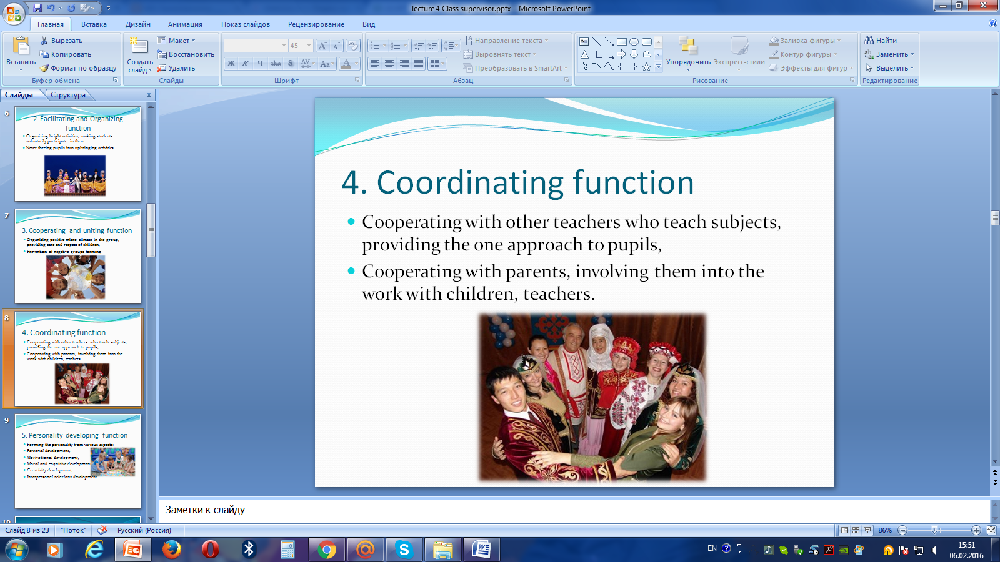 lecture 4 Class supervisor.pptx - Microsoft PowerPoint
Главная Вставка Дизайн Анимация Показ слайдов Рецензирование Вид
Вставить
Вырезать
Копировать
Формат по образцу
Буфер обмена
Создать слайд
Макет
Восстановить
Удалить
Слайды
45
Ж К Ч abc S AV Aa А
Шрифт
Направление текста
Выровнять текст
Преобразовать в SmartArt
Абзац
Упорядочить
Экспресс-стили
Заливка фигуры
Контур фигуры
Эффекты для фигур
Рисование
Найти
Заменить
Выделить
Редактирование
Слайды Структура
6
2. Facilitating and Organizing
function
Organizing bright activities, making students
voluntarily participate in them
Never forcing pupils into upbringing activities.
7
3. Cooperating and uniting function
Organizing positive micro-climate in the group,
providing care and respect of children,
Prevention of negative groups forming
8
4. Coordinating function
Cooperating with other teachers who teach subjects,
providing the one approach to pupils,
Cooperating with parents, involving them into the
work with children, teachers.
9
5. Personality developing function
Forming the personality from various aspects:
Personal development,
Motivational development,
Moral and cognitive development
Creativity development,
Interpersonal relations development.
10
4. Coordinating function
Cooperating with other teachers who teach subjects,
providing the one approach to pupils,
Cooperating with parents, involving them into the
work with children, teachers.
Заметки к слайду
Слайд 8 из 23 "Поток" Русский (Россия) 86%
EN
15:51
06.02.2016